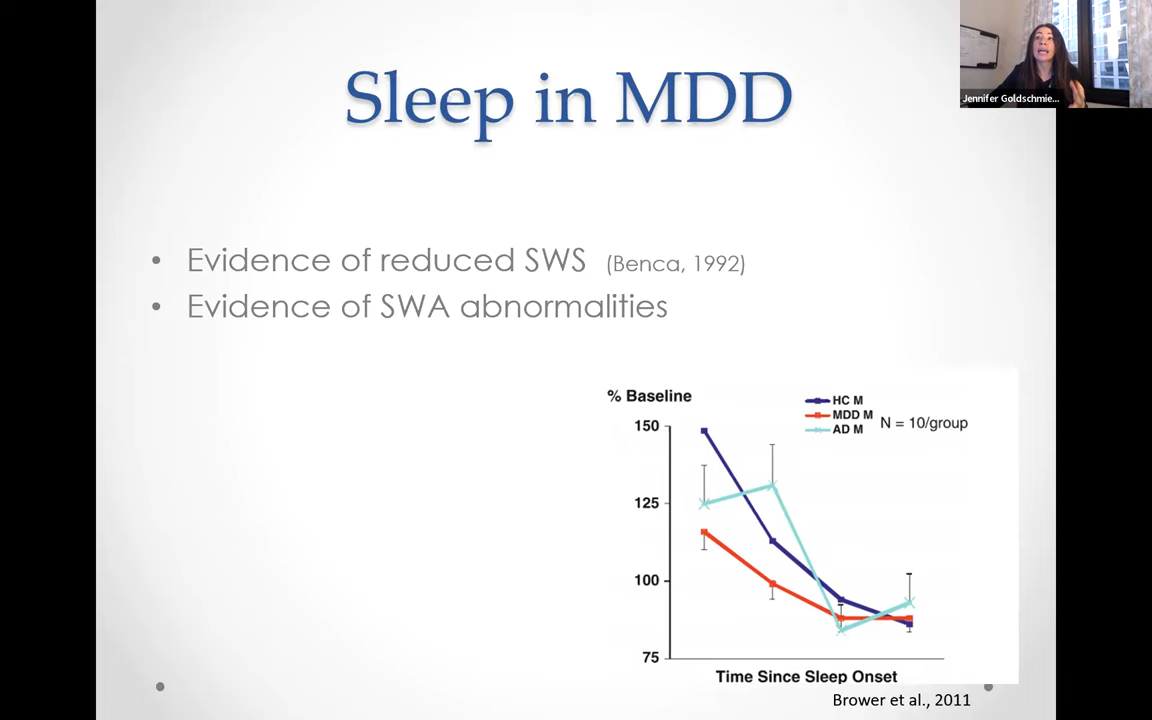 Sleep in MDD
Jennifer Goldschmie...
• Evidence of reduced SWS (Benca, 1992)
• Evidence of SWA abnormalities
% Baseline
HC M
MDD M
AD M
N = 10/group
150
125
100
75
Time Since Sleep Onset
Brower et al., 2011